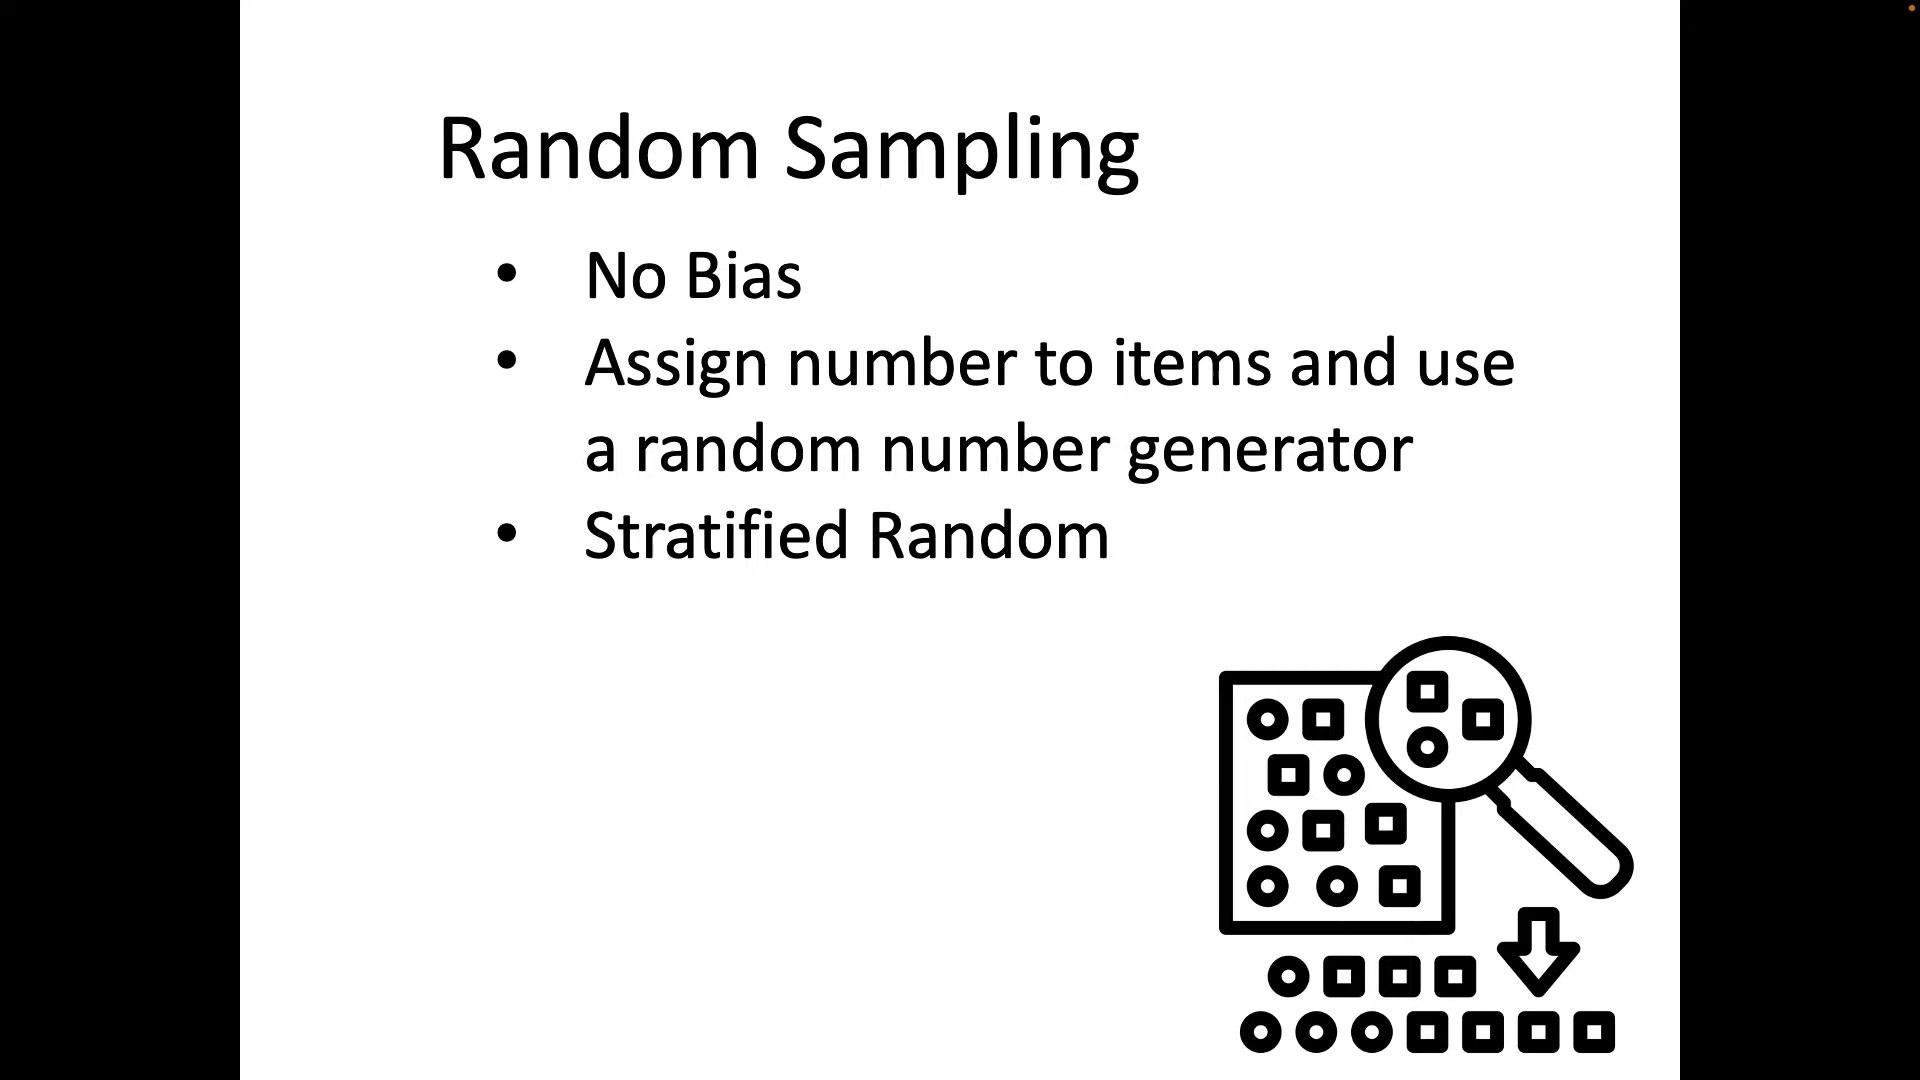 Random Sampling
• No Bias
• Assign number to items and use
a random number generator
• Stratified Random